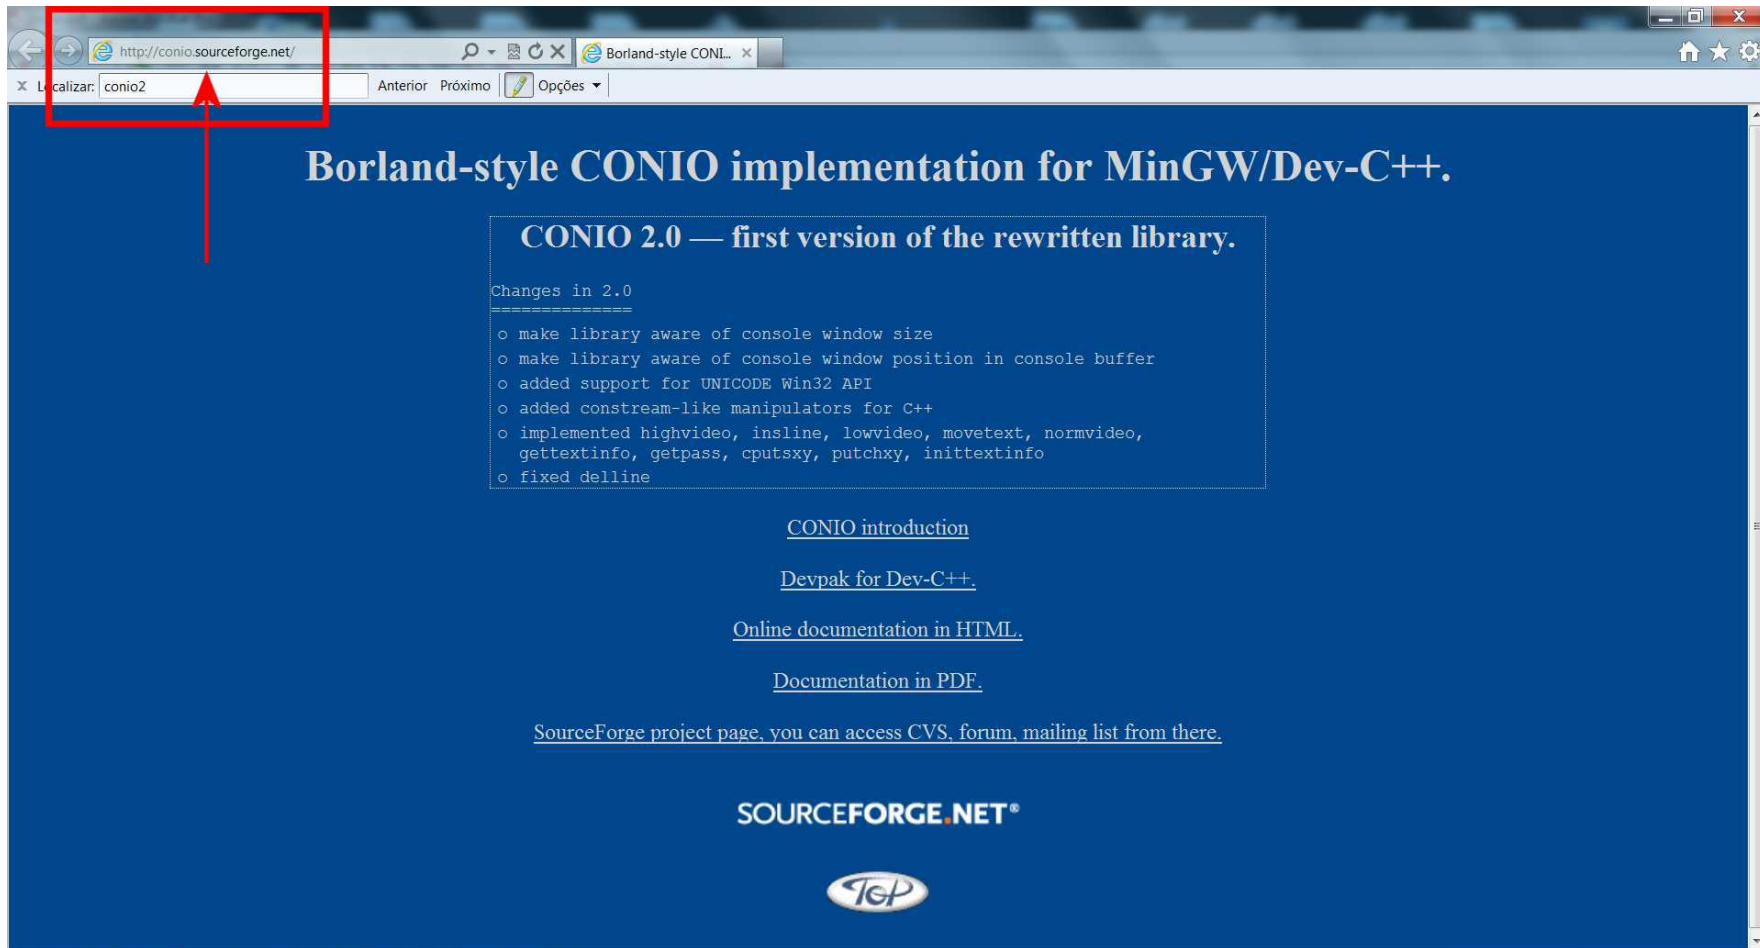 http://conio.sourceforge.net/
Borland-style CONI...
Localizar: conio2 Anterior Próximo Opções
Borland-style CONIO implementation for MinGW/Dev-C++.
CONIO 2.0 — first version of the rewritten library.
Changes in 2.0
==============
o make library aware of console window size
o make library aware of console window position in console buffer
o added support for UNICODE Win32 API
o added constream-like manipulators for C++
o implemented highvideo, insline, lowvideo, movetext, normvideo,
gettextinfo, getpass, cputsxy, putchxy, inittextinfo
o fixed delline
CONIO introduction
Devpak for Dev-C++.
Online documentation in HTML.
Documentation in PDF.
SourceForge project page, you can access CVS, forum, mailing list from there.
SOURCEFORGE.NET®
TOP